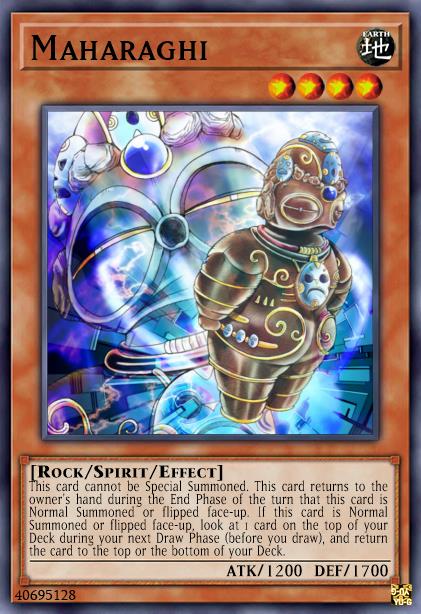 MAHARAGHI
EARTH
地
[ROCK/SPIRIT/EFFECT]
This card cannot be Special Summoned. This card returns to the
owner's hand during the End Phase of the turn that this card is
Normal Summoned or flipped face-up. If this card is Normal
Summoned or flipped face-up, look at 1 card on the top of your
Deck during your next Draw Phase (before you draw), and return
the card to the top or the bottom of your Deck.
ATK/1200 DEF/1700
40695128